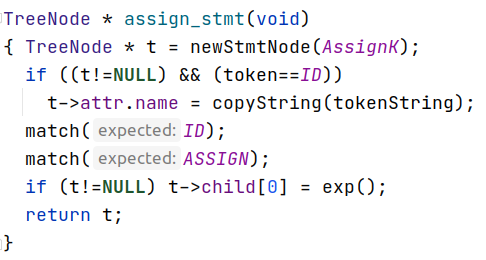 TreeNode * assign_stmt(void)
{ TreeNode * t = newStmtNode(AssignK);
if ((t!=NULL) && (token==ID))
t->attr.name = copyString(tokenString);
match( expected: ID);
match( expected: ASSIGN);
if (t!=NULL) t->child[0] = exp();
return t;
}